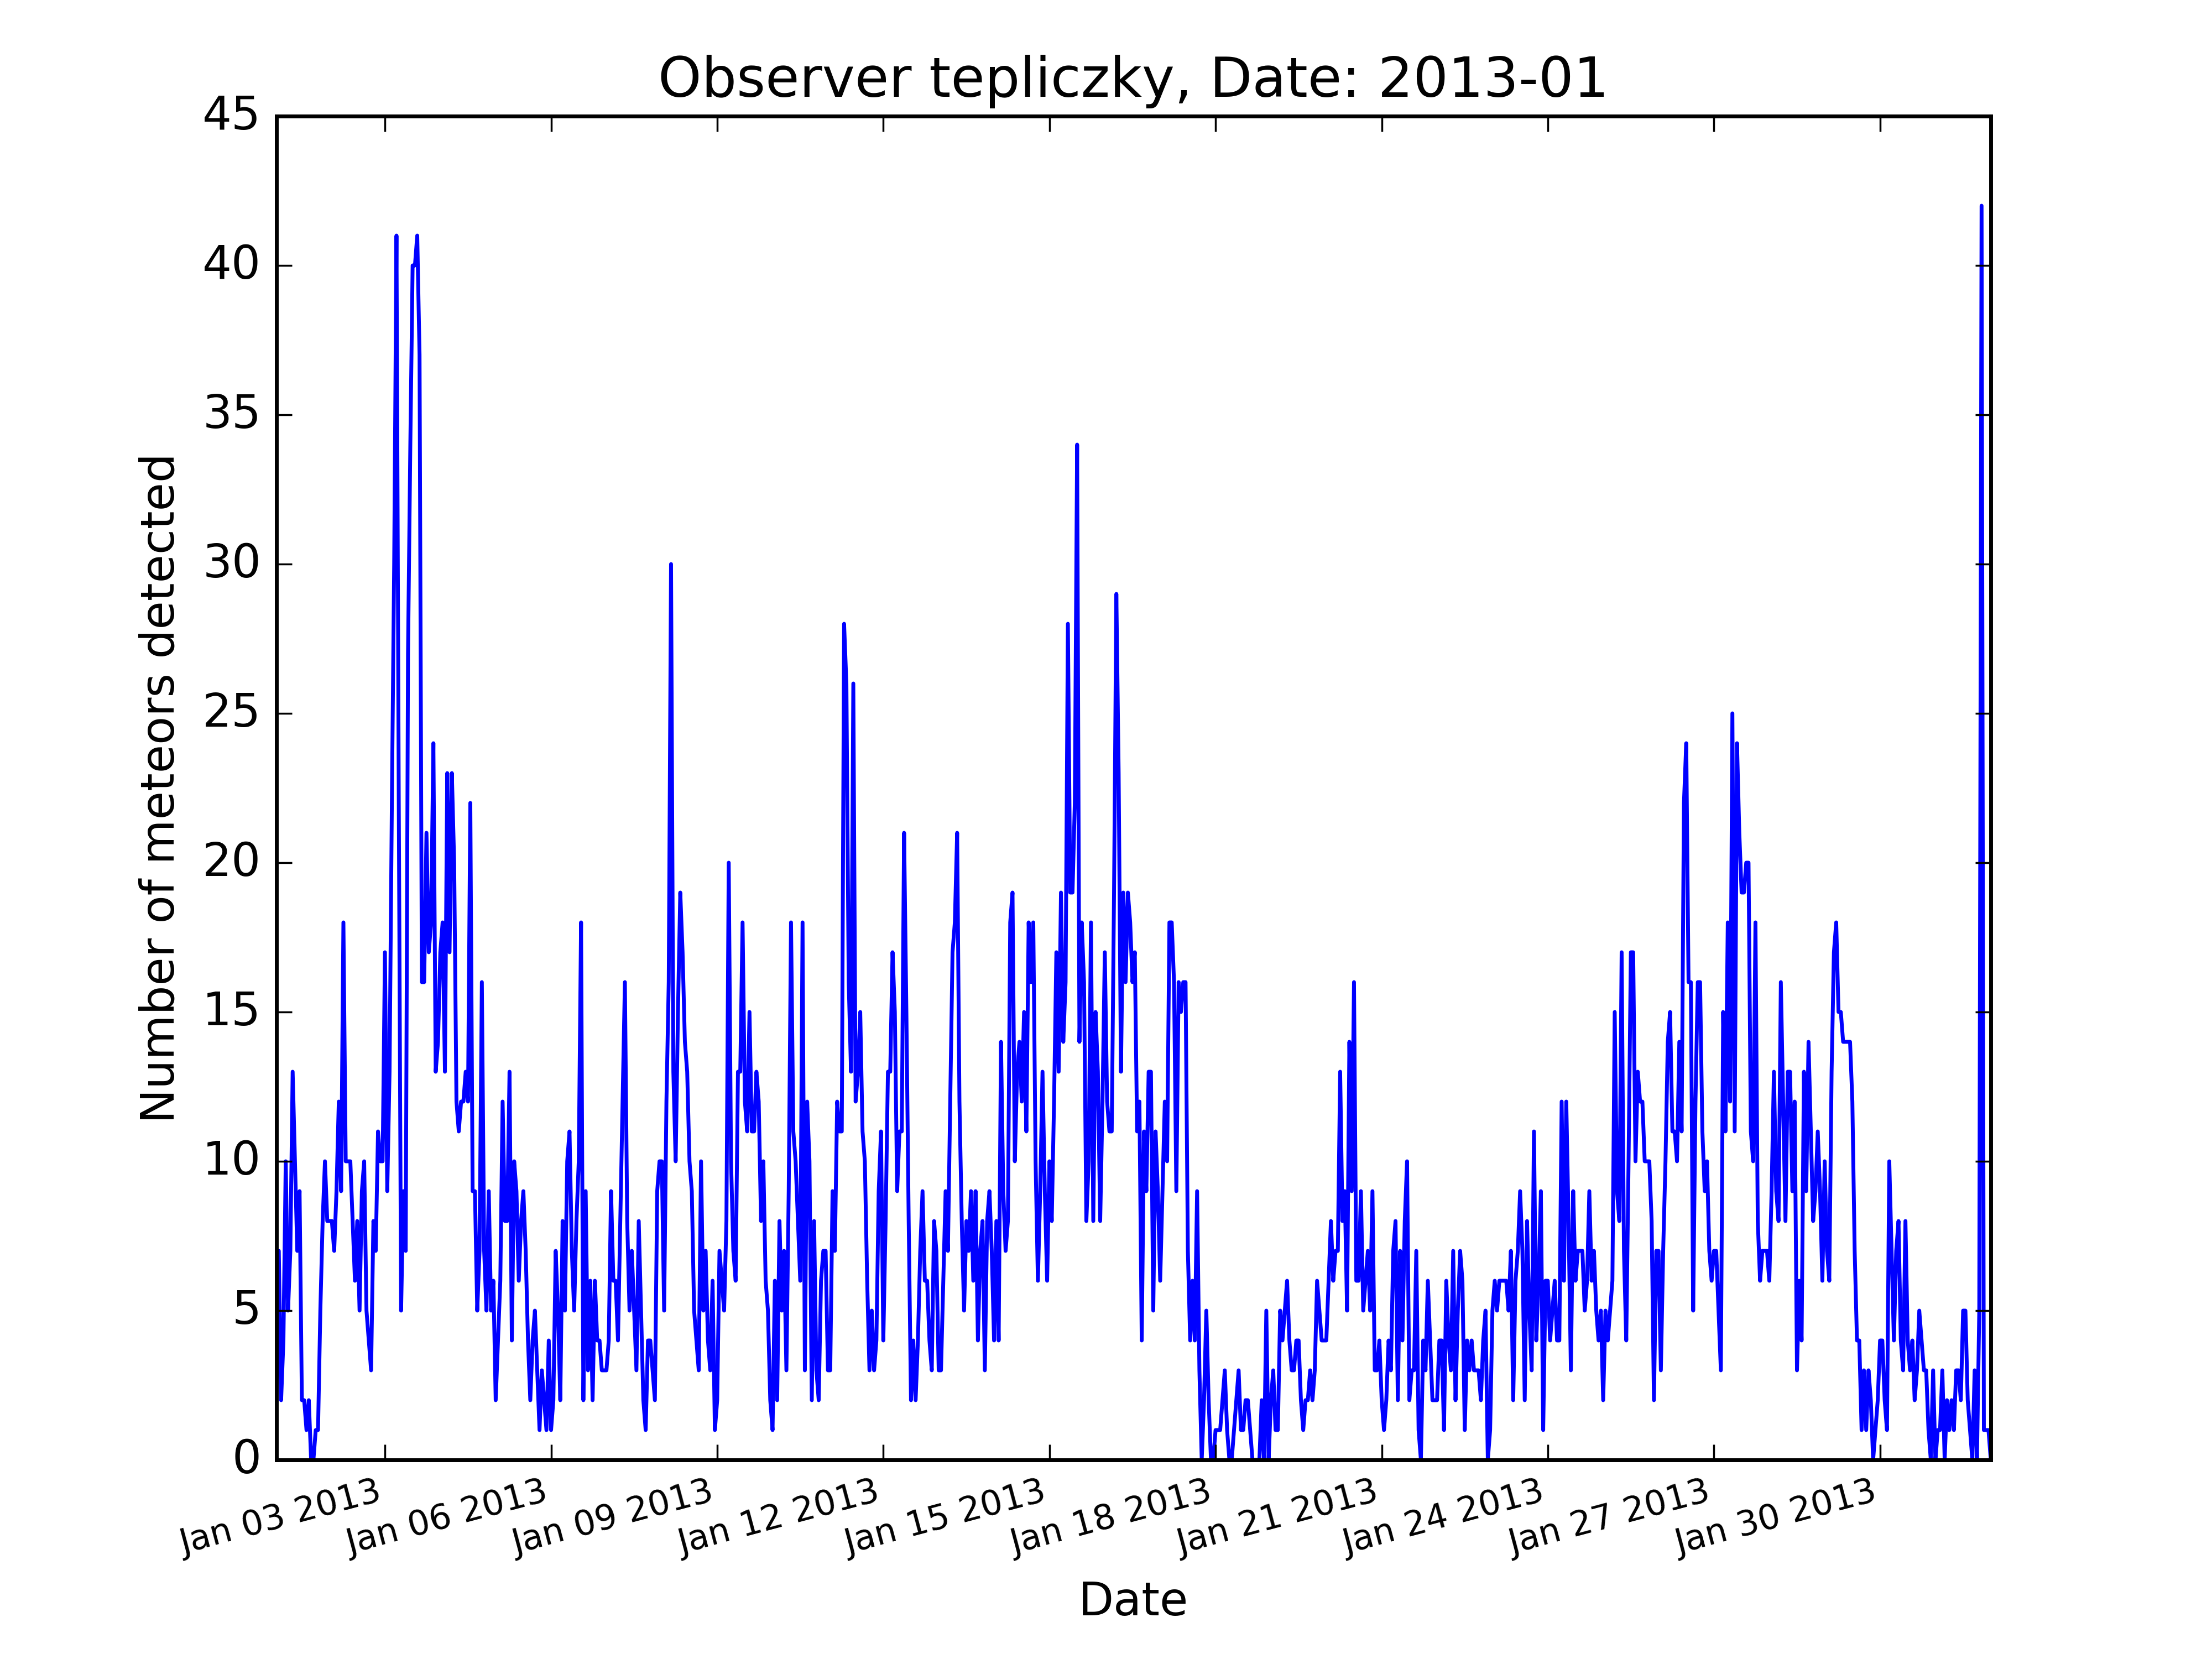 Observer tepliczky, Date: 2013-01
Number of meteors detected
45
40
35
30
25
20
15
10
5
0
Jan 03 2013
Jan 06 2013
Jan 09 2013
Jan 12 2013
Jan 15 2013
Jan 18 2013
Jan 21 2013
Jan 24 2013
Jan 27 2013
Jan 30 2013
Date